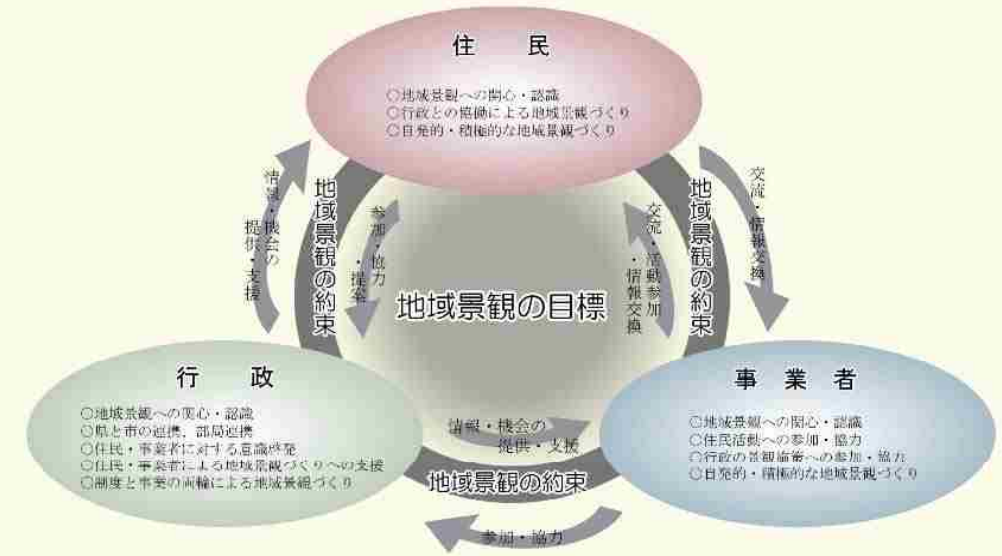 住　民
○地域景観への関心・認識
○行政との協働による地域景観づくり
○自発的・積極的な地域景観づくり
情報・機会の
提供・支援
地域景観の約束
参加・協力
・提案
地域景観の目標
交流・活動参加
・情報交換
地域景観の約束
交流・情報交換
行　政
○地域景観への関心・認識
○県と市の連携、部局連携
○住民・事業者に対する意識啓発
○住民・事業者による地域景観づくりへの支援
○制度と事業の両輪による地域景観づくり
事　業　者
○地域景観への関心・認識
○住民活動への参加・協力
○行政の景観施策への参加・協力
○自発的・積極的な地域景観づくり
情報・機会の
提供・支援
地域景観の約束
参加・協力